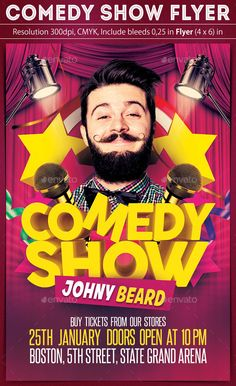 COMEDY SHOW FLYER
Resolution 300dpi, CMYK, Include bleeds 0,25 in Flyer (4 x 6) in
COMEDY
SHOW
JOHNY BEARD
BUY TICKETS FROM OUR STORES
25TH JANUARY DOORS OPEN AT 10 PM
BOSTON, 5TH STREET, STATE GRAND ARENA